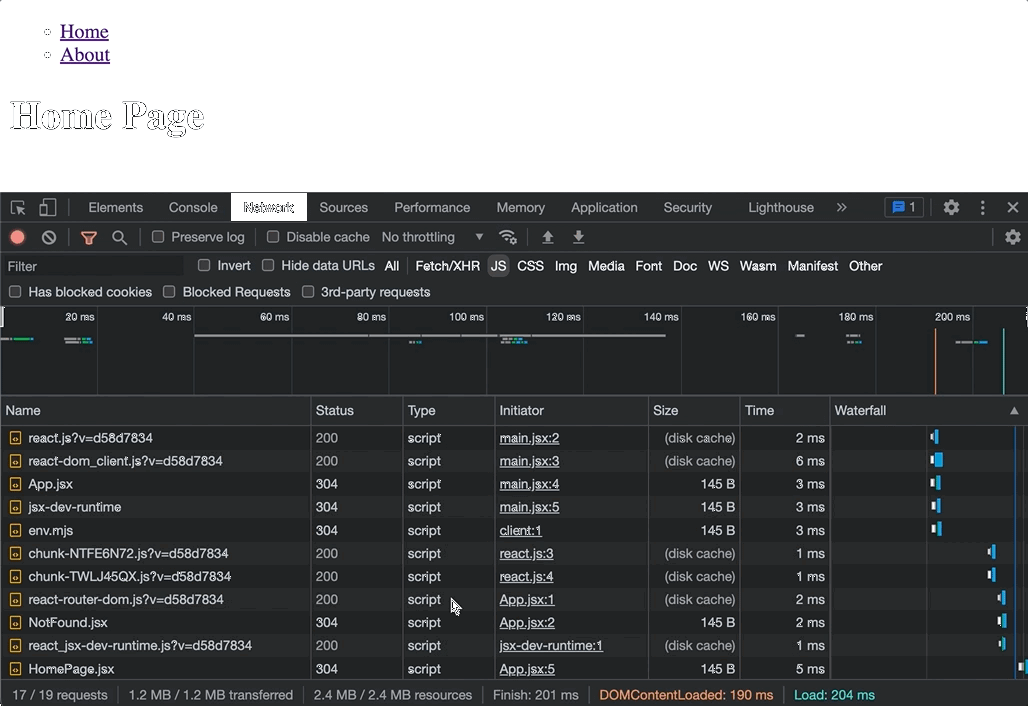 Home
About
Home Page
Elements Console Network Sources Performance Memory Application Security Lighthouse » 1
Preserve log Disable cache No throttling
Filter Invert Hide data URLs All Fetch/XHR JS CSS Img Media Font Doc WS Wasm Manifest Other
Has blocked cookies Blocked Requests 3rd-party requests
20 ms 40 ms 60 ms 80 ms 100 ms 120 ms 140 ms 160 ms 180 ms 200 ms
Name Status Type Initiator Size Time Waterfall
react.js?v=d58d7834 200 script main.jsx:2 (disk cache) 2 ms
react-dom_client.js?v=d58d7834 200 script main.jsx:3 (disk cache) 6 ms
App.jsx 304 script main.jsx:4 145 B 3 ms
jsx-dev-runtime 304 script main.jsx:5 145 B 3 ms
env.mjs 304 script client:1 145 B 3 ms
chunk-NTFE6N72.js?v=d58d7834 200 script react.js:3 (disk cache) 1 ms
chunk-TWLJ45QX.js?v=d58d7834 200 script react.js:4 (disk cache) 1 ms
react-router-dom.js?v=d58d7834 200 script App.jsx:1 (disk cache) 2 ms
NotFound.jsx 304 script App.jsx:2 145 B 2 ms
react_jsx-dev-runtime.js?v=d58d7834 200 script jsx-dev-runtime:1 (disk cache) 1 ms
HomePage.jsx 304 script App.jsx:5 145 B 5 ms
17 / 19 requests 1.2 MB / 1.2 MB transferred 2.4 MB / 2.4 MB resources Finish: 201 ms DOMContentLoaded: 190 ms Load: 204 ms